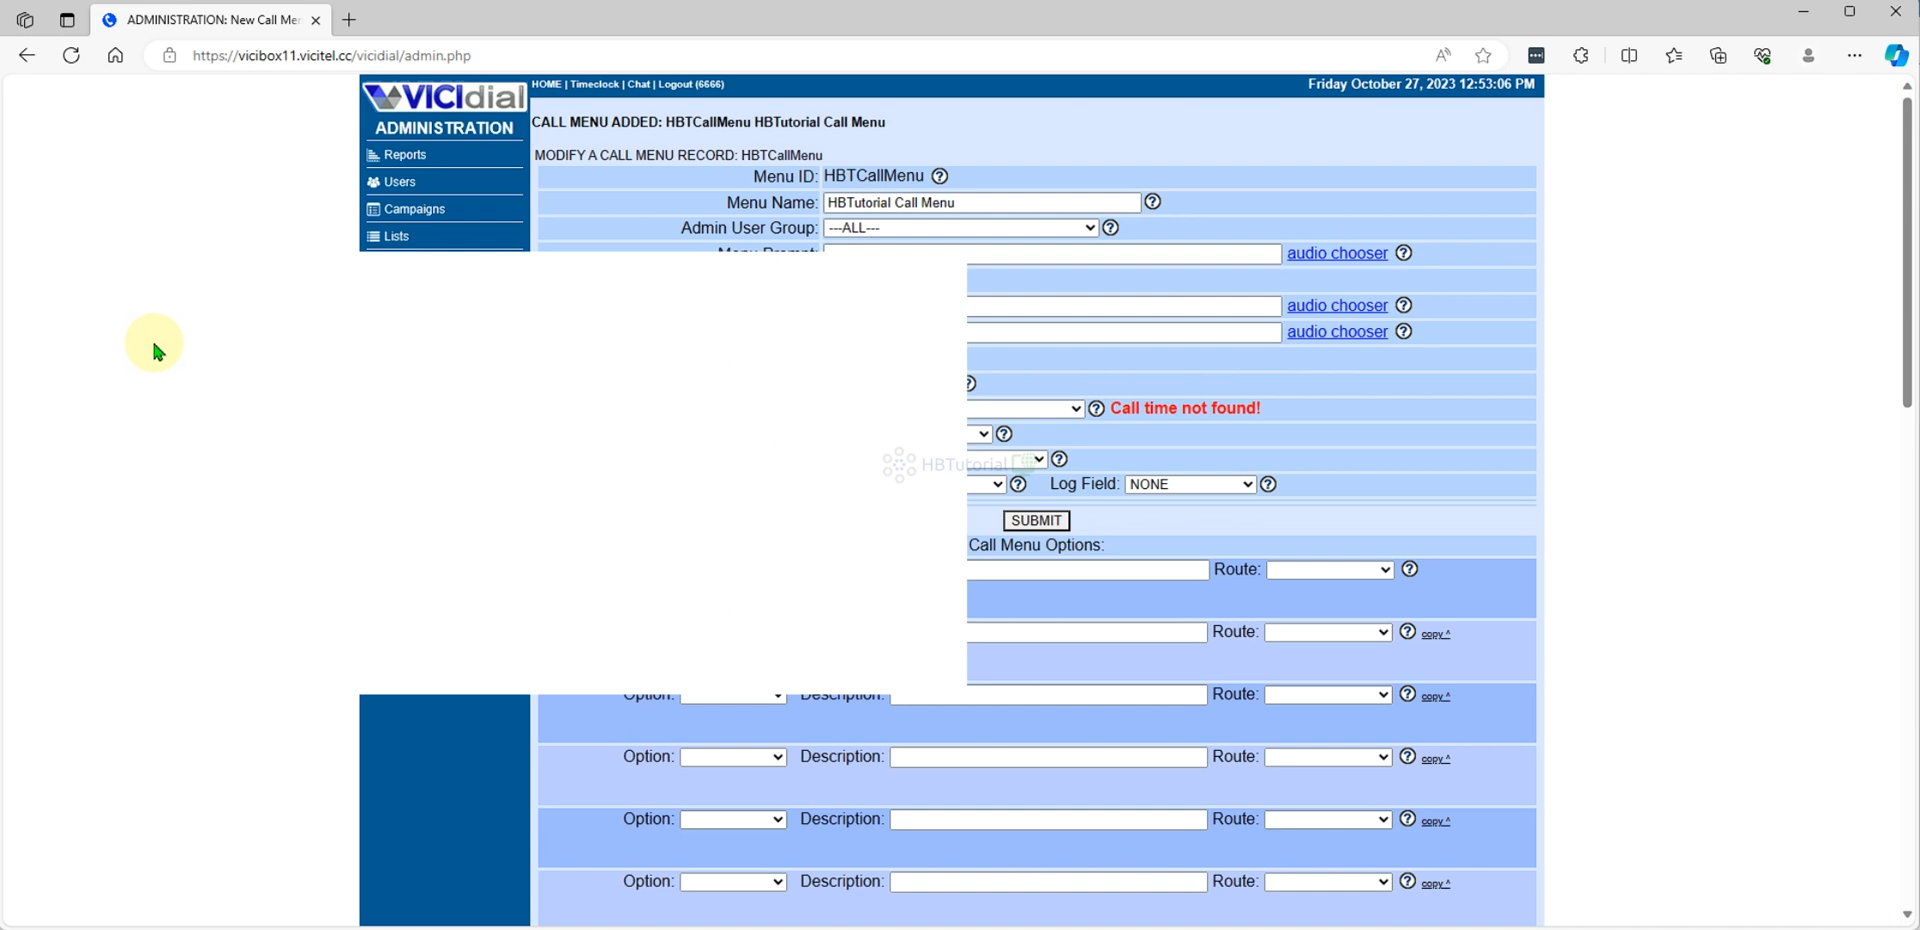 ADMINISTRATION: New Call Me
https://vicibox11.vicitel.cc/vicidial/admin.php
VICIdial
HOME | Timeclock | Chat | Logout (6666)
Friday October 27, 2023 12:53:06 PM
ADMINISTRATION
Reports
Users
Campaigns
Lists
CALL MENU ADDED: HBTCallMenu HBTutorial Call Menu
MODIFY A CALL MENU RECORD: HBTCallMenu
Menu ID: HBTCallMenu
Menu Name: HBTutorial Call Menu
Admin User Group: ---ALL---
Menu Prompt: audio chooser
audio chooser
audio chooser
Call time not found!
HBTutorial
Log Field: NONE
SUBMIT
Call Menu Options:
Route:
Route: copy ^
Option: Description: Route: copy ^
Option: Description: Route: copy ^
Option: Description: Route: copy ^
Option: Description: Route: copy ^